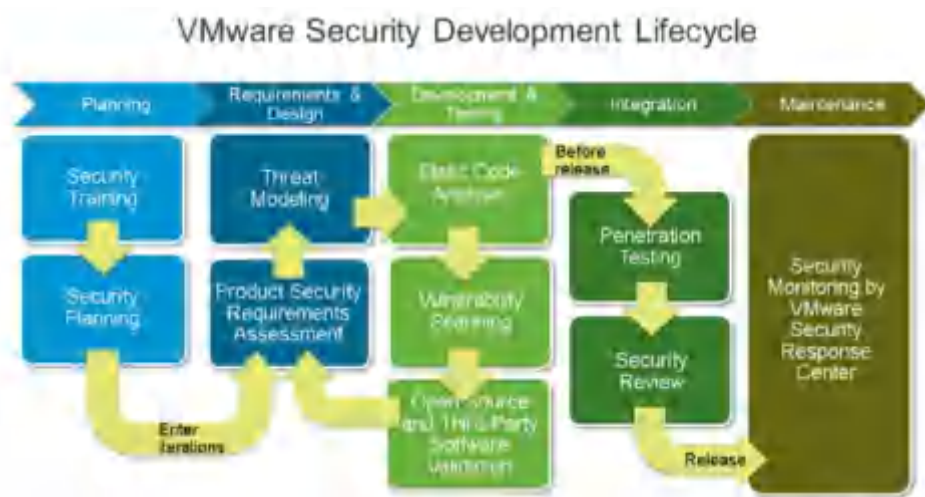 VMware Security Development Lifecycle
Planning
Requirements &
Design
Development &
Testing
Integration
Maintenance
Security
Training
Threat
Modeling
Static Code
Analysis
Before
release
Penetration
Testing
Security
Planning
Product Security
Requirements
Assessment
Vulnerability
Scanning
Security
Monitoring by
VMware
Security
Response
Center
Security
Review
Open Source
and Third Party
Software
Validation
Enter
iterations
Release